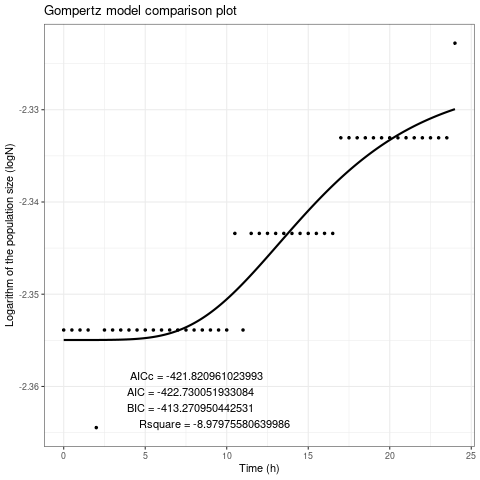 Gompertz model comparison plot
Logarithm of the population size (logN)
-2.33
-2.34
-2.35
-2.36
AICc = -421.820961023993
AIC = -422.730051933084
BIC = -413.270950442531
Rsquare = -8.97975580639986
0 5 10 15 20 25
Time (h)